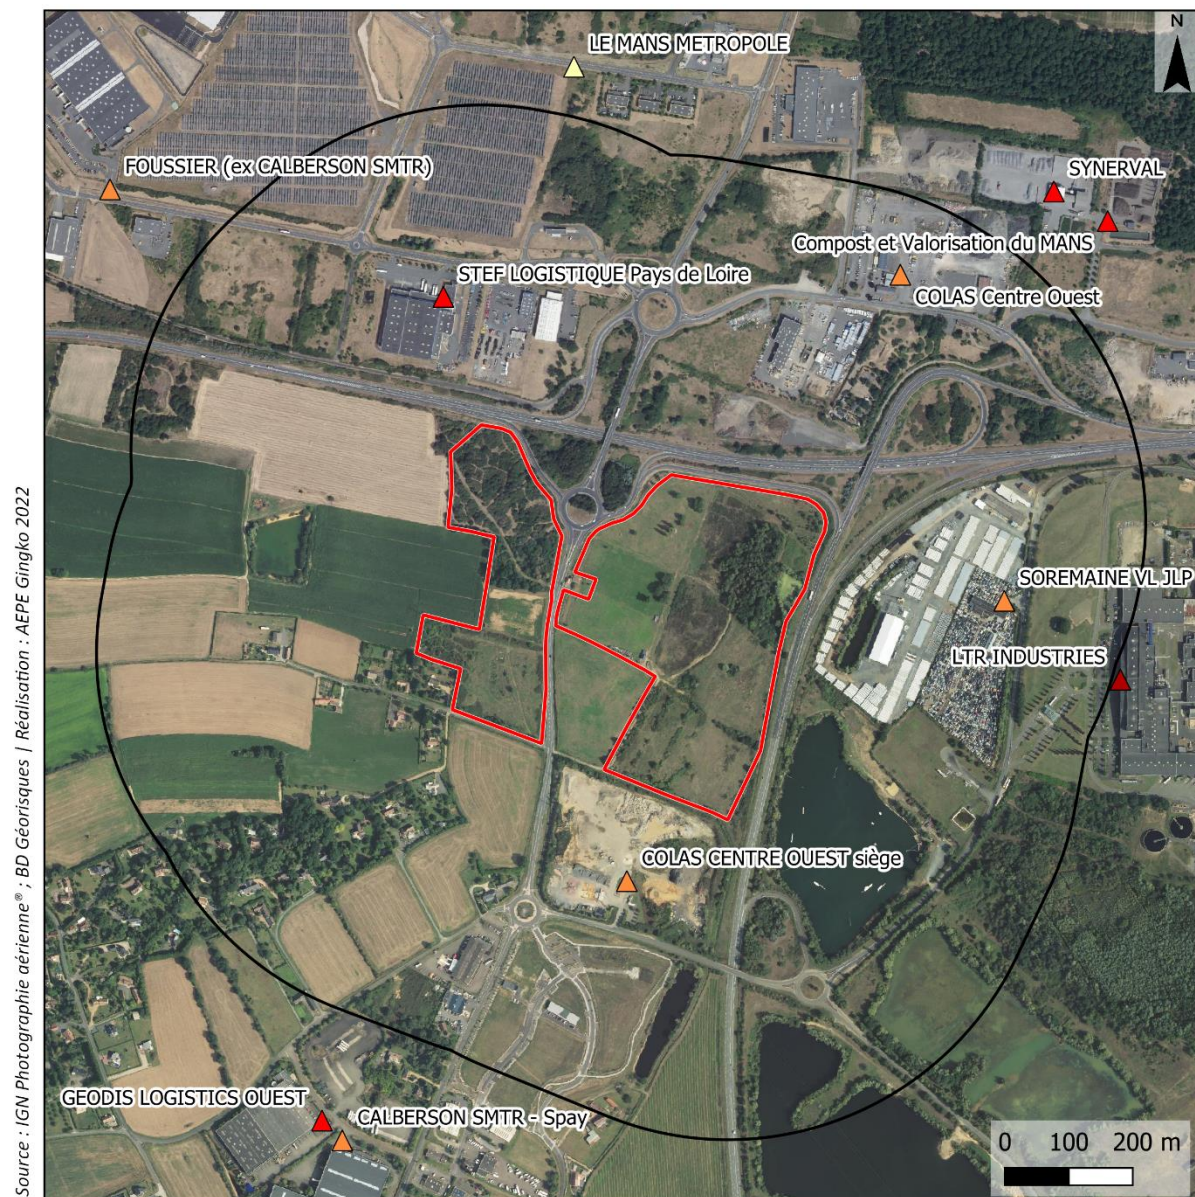 N
LE MANS METROPOLE
FOUSSIER (ex CALBERSON SMTR)
SYNERVAL
Compost et Valorisation du MANS
STEF LOGISTIQUE Pays de Loire
COLAS Centre Ouest
SOREMAINE VL JLP
LTR INDUSTRIES
COLAS CENTRE OUEST siège
GEODIS LOGISTICS OUEST
CALBERSON SMTR - Spay
0 100 200 m
Source : IGN Photographie aérienne® ; BD Géorisques | Réalisation : AEPE Gingko 2022